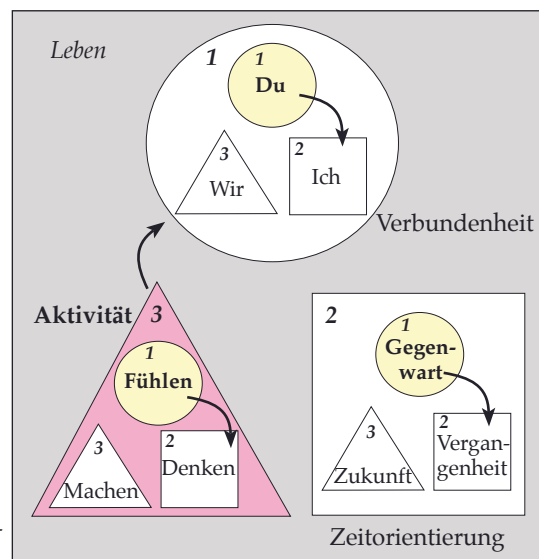 Leben
1
1
Du
3
Wir
2
Ich
Verbundenheit
Aktivität
3
1
Fühlen
3
Machen
2
Denken
2
1
Gegen-
wart
3
Zukunft
2
Vergan-
genheit
Zeitorientierung